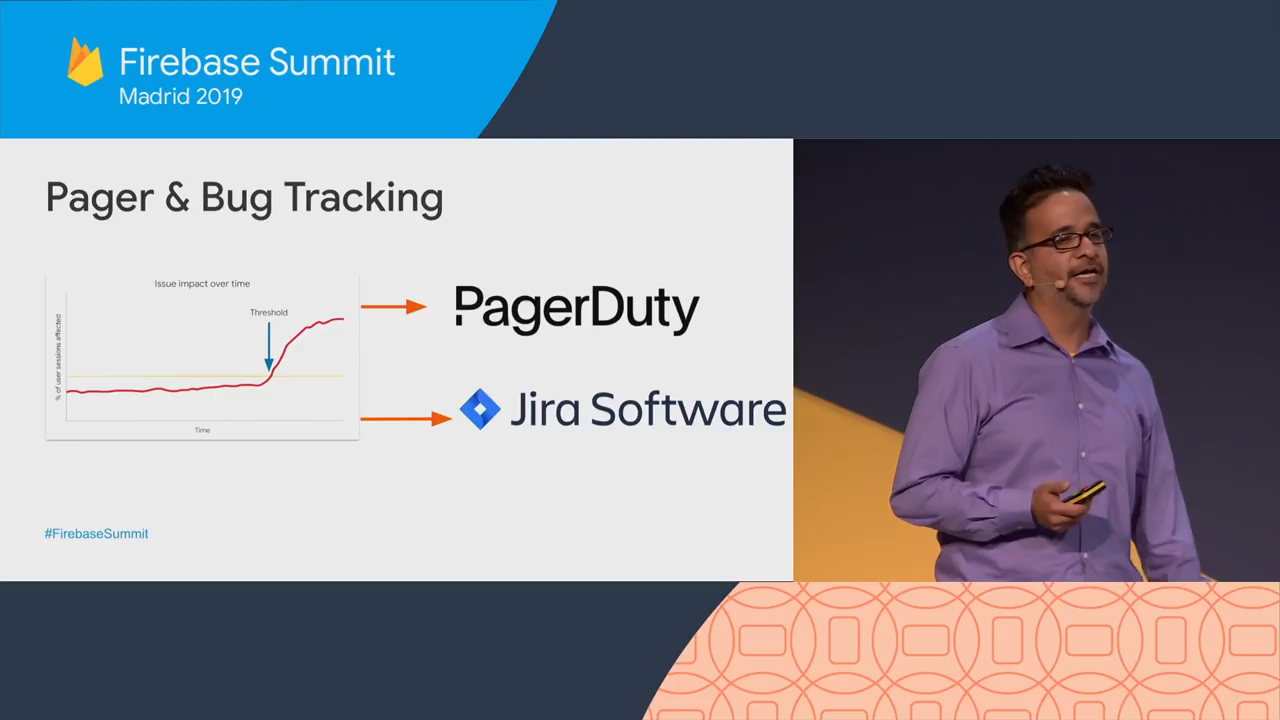 Firebase Summit
Madrid 2019
Pager & Bug Tracking
Issue impact over time
Threshold
% of user sessions affected
Time
PagerDuty
Jira Software
#FirebaseSummit